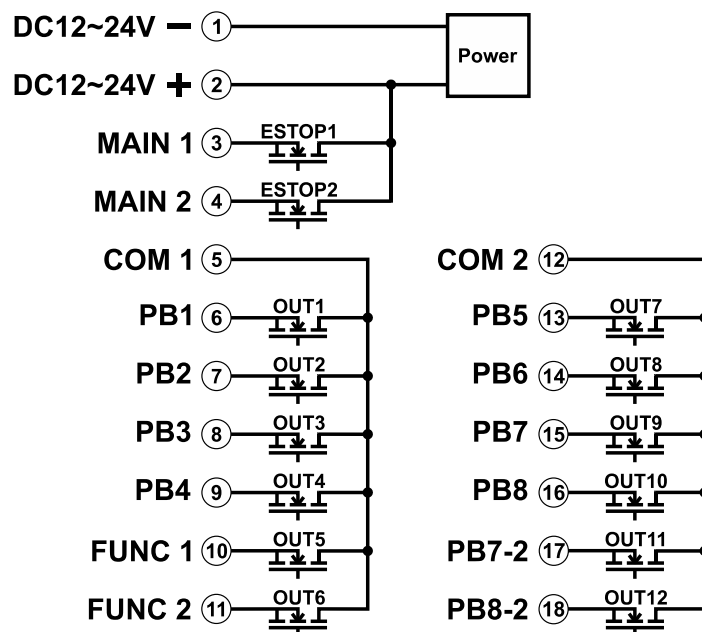 DC12~24V − 1
Power
DC12~24V + 2
MAIN 1 3 ESTOP1
MAIN 2 4 ESTOP2
COM 1 5
PB1 6 OUT1
PB2 7 OUT2
PB3 8 OUT3
PB4 9 OUT4
FUNC 1 10 OUT5
FUNC 2 11 OUT6
COM 2 12
PB5 13 OUT7
PB6 14 OUT8
PB7 15 OUT9
PB8 16 OUT10
PB7-2 17 OUT11
PB8-2 18 OUT12